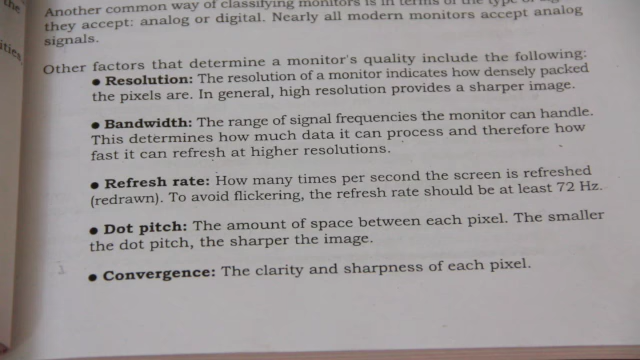 the
ities,
Another common way of classifying monitors is in terms of the type of
they accept: analog or digital. Nearly all modern monitors accept analog
signals.
Other factors that determine a monitor's quality include the following:
● Resolution: The resolution of a monitor indicates how densely packed
the pixels are. In general, high resolution provides a sharper image.
● Bandwidth: The range of signal frequencies the monitor can handle.
This determines how much data it can process and therefore how
fast it can refresh at higher resolutions.
● Refresh rate: How many times per second the screen is refreshed
(redrawn). To avoid flickering, the refresh rate should be at least 72 Hz.
● Dot pitch: The amount of space between each pixel. The smaller
the dot pitch, the sharper the image.
● Convergence: The clarity and sharpness of each pixel.